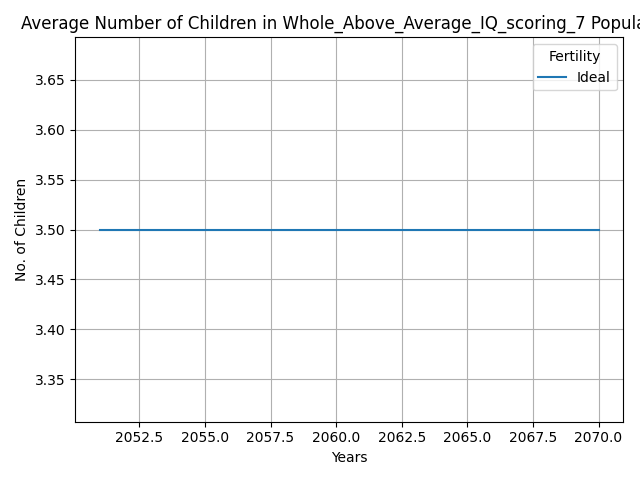 Average Number of Children in Whole_Above_Average_IQ_scoring_7 Popula
Fertility
Ideal
3.65
3.60
3.55
3.50
3.45
3.40
3.35
No. of Children
2052.5 2055.0 2057.5 2060.0 2062.5 2065.0 2067.5 2070.0
Years